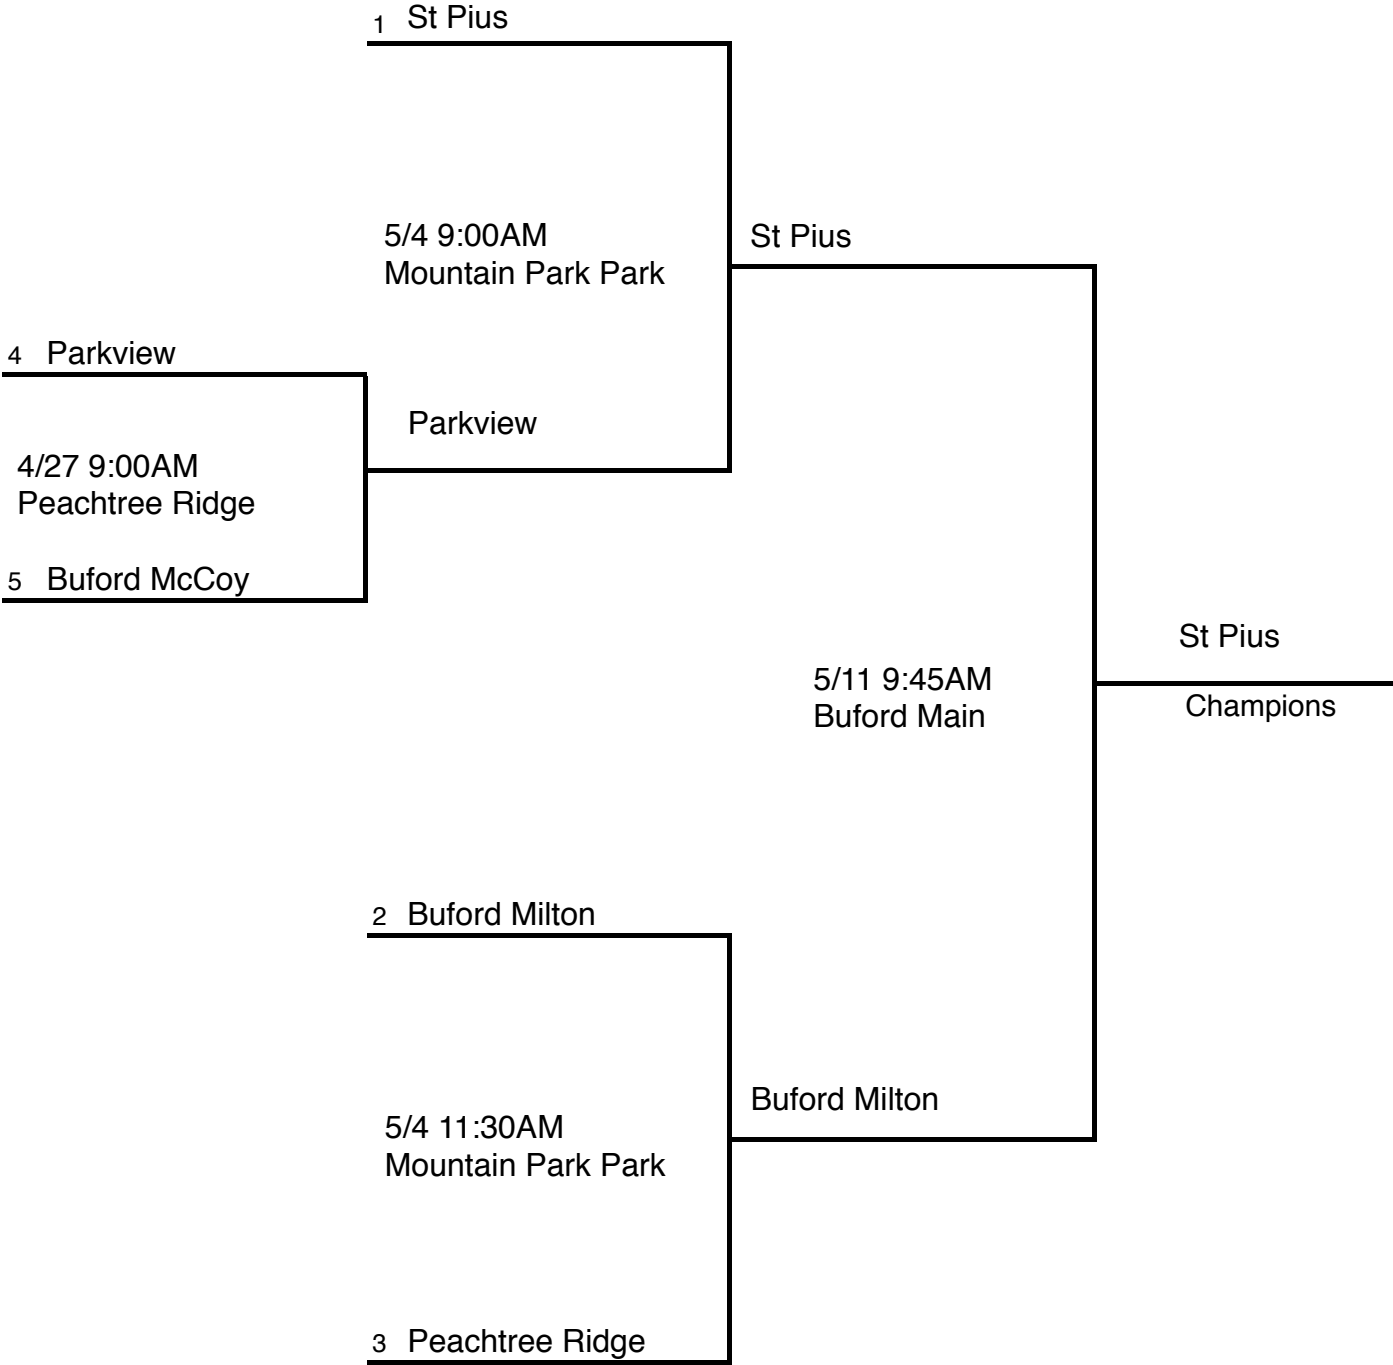 1 St Pius
5/4 9:00AM
Mountain Park Park
St Pius
4 Parkview
Parkview
4/27 9:00AM
Peachtree Ridge
5 Buford McCoy
St Pius
5/11 9:45AM
Buford Main
Champions
2 Buford Milton
5/4 11:30AM
Mountain Park Park
Buford Milton
3 Peachtree Ridge